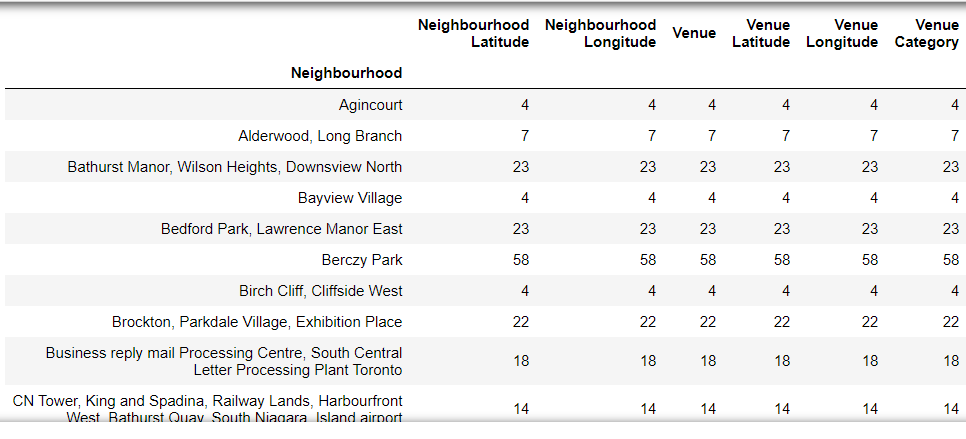 Neighbourhood Latitude Neighbourhood Longitude Venue Venue Latitude Venue Longitude Venue Category
Neighbourhood
Agincourt 4 4 4 4 4 4
Alderwood, Long Branch 7 7 7 7 7 7
Bathurst Manor, Wilson Heights, Downsview North 23 23 23 23 23 23
Bayview Village 4 4 4 4 4 4
Bedford Park, Lawrence Manor East 23 23 23 23 23 23
Berczy Park 58 58 58 58 58 58
Birch Cliff, Cliffside West 4 4 4 4 4 4
Brockton, Parkdale Village, Exhibition Place 22 22 22 22 22 22
Business reply mail Processing Centre, South Central
Letter Processing Plant Toronto 18 18 18 18 18 18
CN Tower, King and Spadina, Railway Lands, Harbourfront
West, Bathurst Quay, South Niagara, Island airport 14 14 14 14 14 14